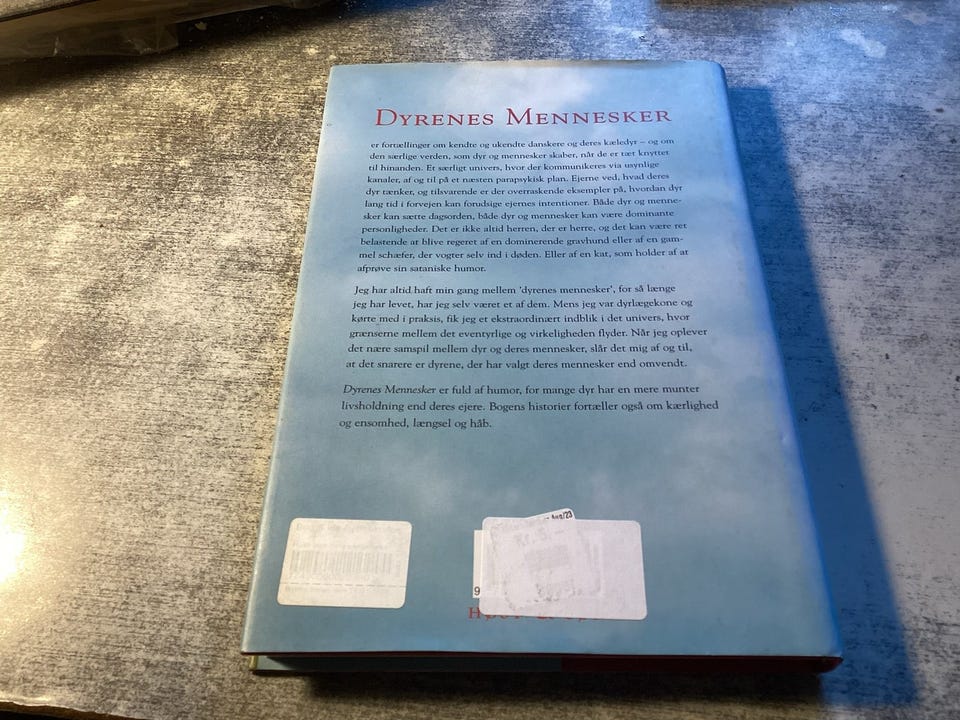 DYRENES MENNESKER
er fortællinger om kendte og ukendte danskere og deres kæledyr – og om
den særlige verden, som dyr og mennesker skaber, når de er tæt knyttet
til hinanden. Et særligt univers, hvor der kommunikeres via usynlige
kanaler, af og til på et næsten parapsykisk plan. Ejerne ved, hvad deres
dyr tænker, og tilsvarende er der overraskende eksempler på, hvordan dyr
lang tid i forvejen kan forudsige ejernes intentioner. Både dyr og menne-
sker kan sætte dagsorden, både dyr og mennesker kan være dominante
personligheder. Det er ikke altid herren, der er herre, og det kan være ret
belastende at blive regeret af en dominerende gravhund eller af en gam-
mel schæfer, der vogter selv ind i døden. Eller af en kat, som holder af at
afprøve sin sataniske humor.
Jeg har altid haft min gang mellem 'dyrenes mennesker', for så længe
jeg har levet, har jeg selv været et af dem. Mens jeg var dyrlægekone og
kørte med i praksis, fik jeg et ekstraordinært indblik i det univers, hvor
grænserne mellem det eventyrlige og virkeligheden flyder. Når jeg oplever
det nære samspil mellem dyr og deres mennesker, slår det mig af og til,
at det snarere er dyrene, der har valgt deres mennesker end omvendt.
Dyrenes Mennesker er fuld af humor, for mange dyr har en mere munter
livsholdning end deres ejere. Bogens historier fortæller også om kærlighed
og ensomhed, længsel og håb.
Aug/23
Kr. 5.-
9